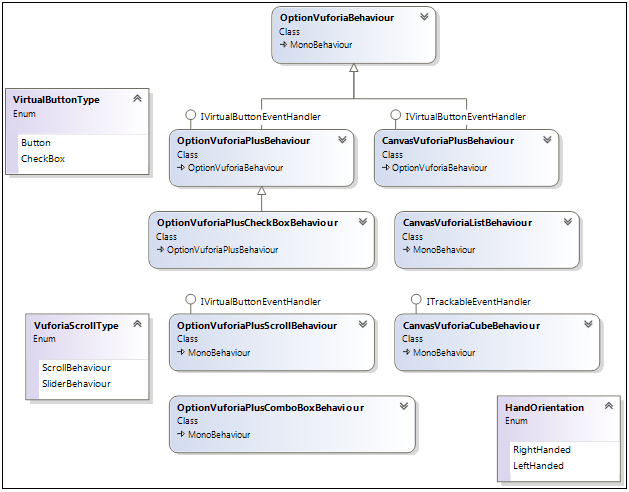 OptionVuforiaBehaviour
Class
MonoBehaviour
VirtualButtonType
Enum
Button
CheckBox
IVirtualButtonEventHandler
OptionVuforiaPlusBehaviour
Class
OptionVuforiaBehaviour
IVirtualButtonEventHandler
CanvasVuforiaPlusBehaviour
Class
OptionVuforiaBehaviour
OptionVuforiaPlusCheckBoxBehaviour
Class
OptionVuforiaPlusBehaviour
CanvasVuforiaListBehaviour
Class
MonoBehaviour
VuforiaScrollType
Enum
ScrollBehaviour
SliderBehaviour
IVirtualButtonEventHandler
OptionVuforiaPlusScrollBehaviour
Class
MonoBehaviour
ITrackableEventHandler
CanvasVuforiaCubeBehaviour
Class
MonoBehaviour
OptionVuforiaPlusComboBoxBehaviour
Class
MonoBehaviour
HandOrientation
Enum
RightHanded
LeftHanded